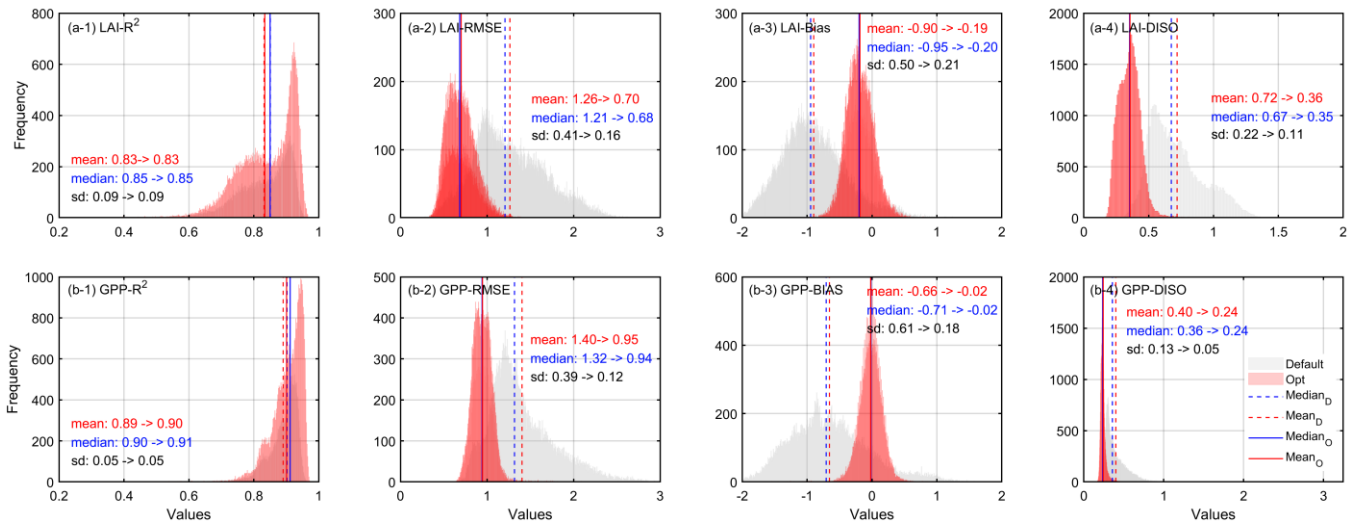 (a-1) LAI-R²
800
600
400
200
0
0.2
0.4
0.6
0.8
1
Frequency
mean: 0.83-> 0.83
median: 0.85 -> 0.85
sd: 0.09 -> 0.09
(a-2) LAI-RMSE
300
200
100
0
0
1
2
3
mean: 1.26-> 0.70
median: 1.21 -> 0.68
sd: 0.41-> 0.16
(a-3) LAI-Bias
300
200
100
0
-2
-1
0
1
2
mean: -0.90 -> -0.19
median: -0.95 -> -0.20
sd: 0.50 -> 0.21
(a-4) LAI-DISO
2000
1500
1000
500
0
0
0.5
1
1.5
2
mean: 0.72 -> 0.36
median: 0.67 -> 0.35
sd: 0.22 -> 0.11
(b-1) GPP-R²
1000
800
600
400
200
0
0.2
0.4
0.6
0.8
1
Frequency
Values
mean: 0.89 -> 0.90
median: 0.90 -> 0.91
sd: 0.05 -> 0.05
(b-2) GPP-RMSE
500
400
300
200
100
0
0
1
2
3
Values
mean: 1.40-> 0.95
median: 1.32 -> 0.94
sd: 0.39 -> 0.12
(b-3) GPP-BIAS
600
400
200
0
-2
-1
0
1
2
Values
mean: -0.66 -> -0.02
median: -0.71 -> -0.02
sd: 0.61 -> 0.18
(b-4) GPP-DISO
2000
1500
1000
500
0
0
1
2
3
Values
mean: 0.40 -> 0.24
median: 0.36 -> 0.24
sd: 0.13 -> 0.05
Default
Opt
Median_D
Mean_D
Median_O
Mean_O